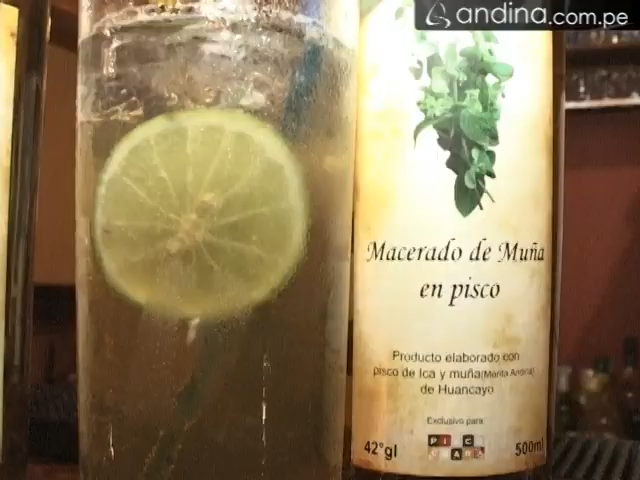 andina.com.pe
Macerado de Muña
en pisco
Producto elaborado con
pisco de Ica y muña(Menta Andina)
de Huancayo
Exclusivo para:
42°gl
500ml